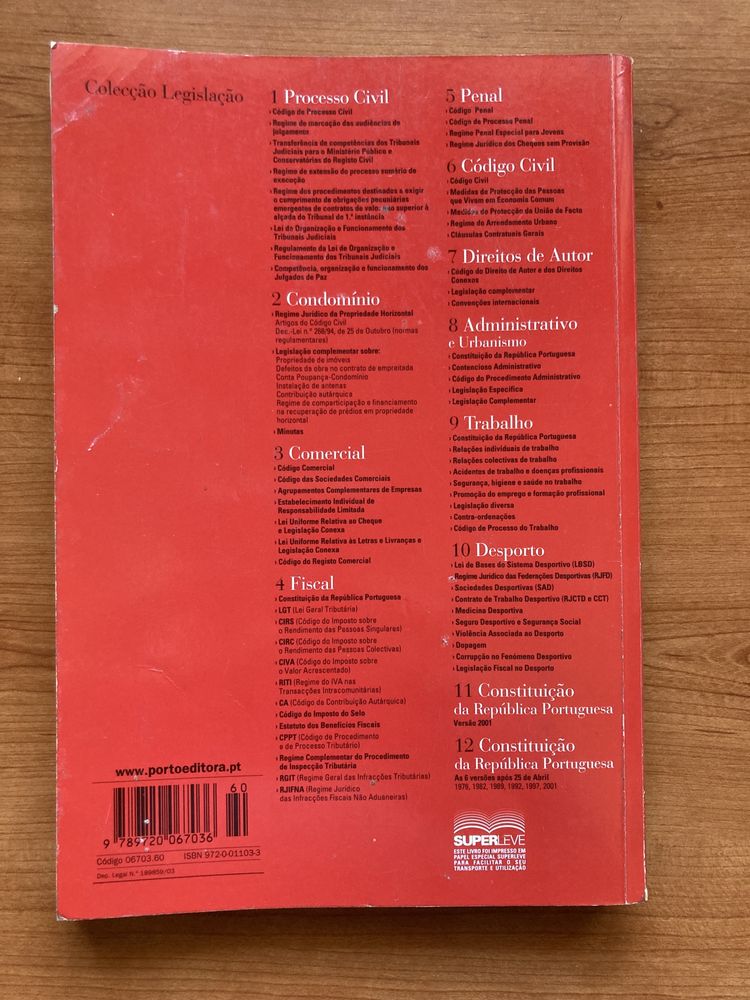 Colecção Legislação
1 Processo Civil
› Código de Processo Civil
› Regime de marcação das audiências de
julgamento
› Transferência de competências dos Tribunais
Judiciais para o Ministério Público e
Conservatórias do Registo Civil
› Regime de extensão do processo sumário de
execução
› Regime dos procedimentos destinados a exigir
o cumprimento de obrigações pecuniárias
emergentes de contratos de valor não superior à
alçada do Tribunal de 1.ª instância
› Lei de Organização e Funcionamento dos
Tribunais Judiciais
› Regulamento da Lei de Organização e
Funcionamento dos Tribunais Judiciais
› Competência, organização e funcionamento dos
Julgados de Paz
2 Condomínio
› Regime Jurídico da Propriedade Horizontal
Artigos do Código Civil
Dec.-Lei n.º 268/94, de 25 de Outubro (normas
regulamentares)
› Legislação complementar sobre:
Propriedade de imóveis
Defeitos da obra no contrato de empreitada
Conta Poupança-Condomínio
Instalação de antenas
Contribuição autárquica
Regime de comparticipação e financiamento
na recuperação de prédios em propriedade
horizontal
› Minutas
3 Comercial
› Código Comercial
› Código das Sociedades Comerciais
› Agrupamentos Complementares de Empresas
› Estabelecimento Individual de
Responsabilidade Limitada
› Lei Uniforme Relativa ao Cheque
e Legislação Conexa
› Lei Uniforme Relativa às Letras e Livranças e
Legislação Conexa
› Código do Registo Comercial
4 Fiscal
› Constituição da República Portuguesa
› LGT (Lei Geral Tributária)
› CIRS (Código do Imposto sobre
o Rendimento das Pessoas Singulares)
› CIRC (Código do Imposto sobre
o Rendimento das Pessoas Colectivas)
› CIVA (Código do Imposto sobre
o Valor Acrescentado)
› RITI (Regime do IVA nas
Transacções Intracomunitárias)
› CA (Código da Contribuição Autárquica)
› Código do Imposto do Selo
› Estatuto dos Benefícios Fiscais
› CPPT (Código de Procedimento
e de Processo Tributário)
› Regime Complementar do Procedimento
de Inspecção Tributária
› RGIT (Regime Geral das Infracções Tributárias)
› RJIFNA (Regime Jurídico
das Infracções Fiscais Não Aduaneiras)
5 Penal
› Código Penal
› Código de Processo Penal
› Regime Penal Especial para Jovens
› Regime Jurídico dos Cheques sem Provisão
6 Código Civil
› Código Civil
› Medidas de Protecção das Pessoas
que Vivam em Economia Comum
› Medidas de Protecção da União de Facto
› Regime do Arrendamento Urbano
› Cláusulas Contratuais Gerais
7 Direitos de Autor
› Código do Direito de Autor e dos Direitos
Conexos
› Legislação complementar
› Convenções internacionais
8 Administrativo
e Urbanismo
› Constituição da República Portuguesa
› Contencioso Administrativo
› Código do Procedimento Administrativo
› Legislação Específica
› Legislação Complementar
9 Trabalho
› Constituição da República Portuguesa
› Relações individuais de trabalho
› Relações colectivas de trabalho
› Acidentes de trabalho e doenças profissionais
› Segurança, higiene e saúde no trabalho
› Promoção do emprego e formação profissional
› Legislação diversa
› Contra-ordenações
› Código de Processo do Trabalho
10 Desporto
› Lei de Bases do Sistema Desportivo (LBSD)
› Regime Jurídico das Federações Desportivas (RJFD)
› Sociedades Desportivas (SAD)
› Contrato de Trabalho Desportivo (RJCTD e CCT)
› Medicina Desportiva
› Seguro Desportivo e Segurança Social
› Violência Associada ao Desporto
› Dopagem
› Corrupção no Fenómeno Desportivo
› Legislação Fiscal no Desporto
11 Constituição
da República Portuguesa
Versão 2001
12 Constituição
da República Portuguesa
As 6 versões após 25 de Abril
1976, 1982, 1989, 1992, 1997, 2001
www.portoeditora.pt
60
9 789720 067036
Código 06703.60 ISBN 972-0-01103-3
Dep. Legal N.º 189859/03
SUPERLEVE
ESTE LIVRO FOI IMPRESSO EM
PAPEL ESPECIAL SUPERLEVE
PARA FACILITAR O SEU
TRANSPORTE E UTILIZAÇÃO